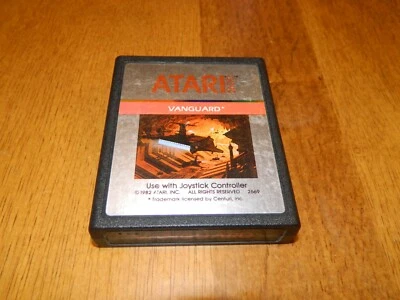 ATARI
VANGUARD*
Use with Joystick Controller
©1982 ATARI, INC. ALL RIGHTS RESERVED 2669
* Trademark licensed by Centuri, Inc.